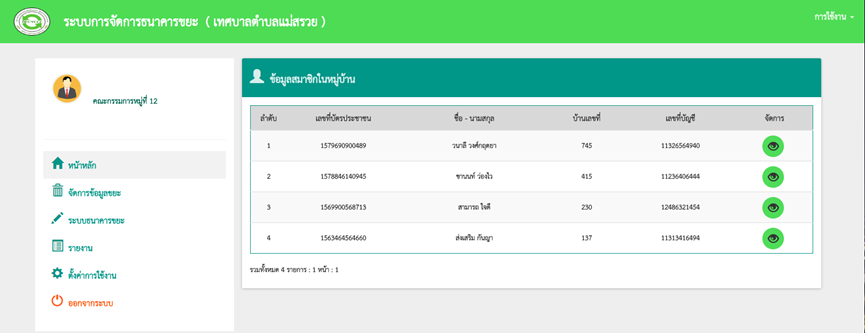 ระบบการจัดการธนาคารขยะ ( เทศบาลตำบลแม่สรวย )
การใช้งาน
คณะกรรมการหมู่ที่ 12
หน้าหลัก
จัดการข้อมูลขยะ
ระบบธนาคารขยะ
รายงาน
ตั้งค่าการใช้งาน
ออกจากระบบ
ข้อมูลสมาชิกในหมู่บ้าน
ลำดับ เลขที่บัตรประชาชน ชื่อ - นามสกุล บ้านเลขที่ เลขที่บัญชี จัดการ
1 1579690900489 วนาลี วงศ์กฤตยา 745 11326564940
2 1578846140945 ชานนท์ ว่องไว 415 11236406444
3 1569900568713 สามารถ ใจดี 230 12486321454
4 1563464564660 ส่งเสริม กันญา 137 11313416494
รวมทั้งหมด 4 รายการ : 1 หน้า : 1